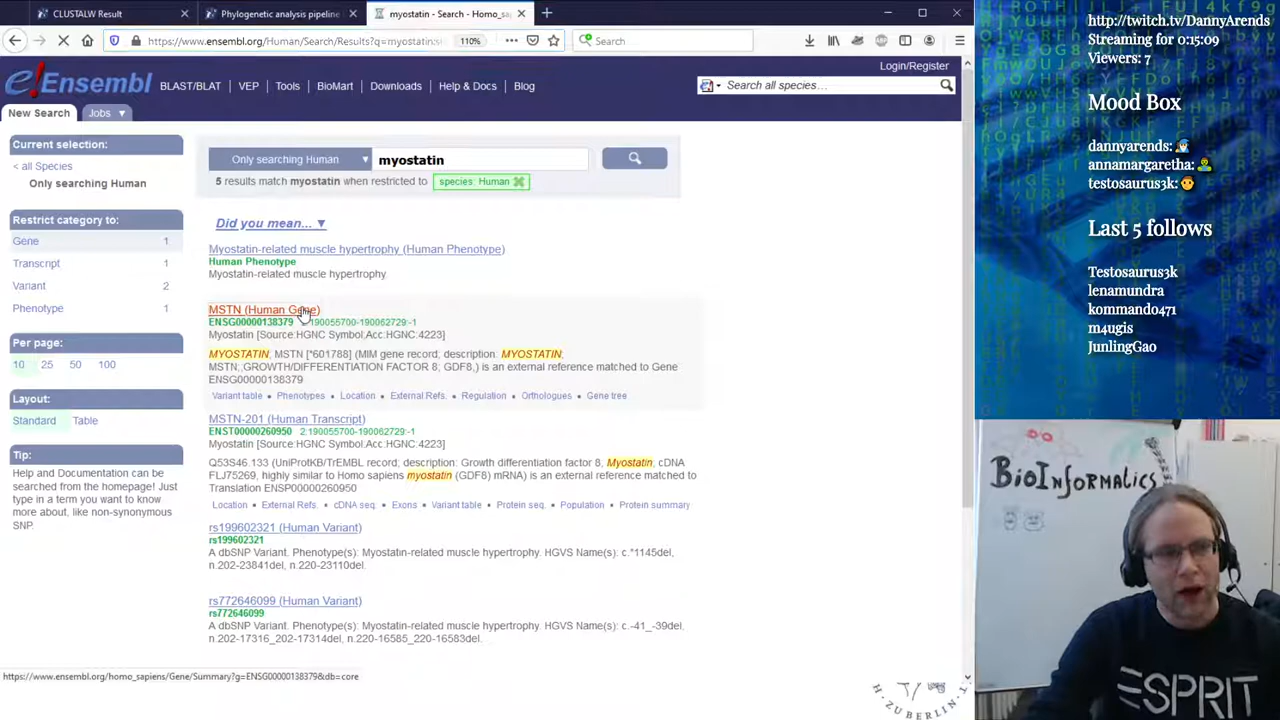 CLUSTALW Result
Phylogenetic analysis pipeline
myostatin - Search - Homo_sa
https://www.ensembl.org/Human/Search/Results?q=myostatin;s
110%
Search
Login/Register
e!Ensembl
BLAST/BLAT
VEP
Tools
BioMart
Downloads
Help & Docs
Blog
Search all species…
New Search
Jobs ▼
Current selection:
< all Species
Only searching Human
Restrict category to:
Gene 1
Transcript 1
Variant 2
Phenotype 1
Per page:
10 25 50 100
Layout:
Standard Table
Tip:
Help and Documentation can be
searched from the homepage! Just
type in a term you want to know
more about, like non-synonymous
SNP.
Only searching Human ▼ myostatin
5 results match myostatin when restricted to species: Human
Did you mean... ▼
Myostatin-related muscle hypertrophy (Human Phenotype)
Human Phenotype
Myostatin-related muscle hypertrophy.
MSTN (Human Gene)
ENSG00000138379 :190055700-190062729:-1
Myostatin [Source:HGNC Symbol;Acc:HGNC:4223]
MYOSTATIN; MSTN [*601788] (MIM gene record; description: MYOSTATIN;
MSTN;;GROWTH/DIFFERENTIATION FACTOR 8; GDF8,) is an external reference matched to Gene
ENSG00000138379
Variant table • Phenotypes • Location • External Refs. • Regulation • Orthologues • Gene tree
MSTN-201 (Human Transcript)
ENST00000260950 2:190055700-190062729:-1
Myostatin [Source:HGNC Symbol;Acc:HGNC:4223]
Q53S46.133 (UniProtKB/TrEMBL record; description: Growth differentiation factor 8, Myostatin, cDNA
FLJ75269, highly similar to Homo sapiens myostatin (GDF8) mRNA) is an external reference matched to
Translation ENSP00000260950
Location • External Refs. • cDNA seq. • Exons • Variant table • Protein seq. • Population • Protein summary
rs199602321 (Human Variant)
rs199602321
A dbSNP Variant. Phenotype(s): Myostatin-related muscle hypertrophy. HGVS Name(s): c.*1145del,
n.202-23841del, n.220-23110del.
rs772646099 (Human Variant)
rs772646099
A dbSNP Variant. Phenotype(s): Myostatin-related muscle hypertrophy. HGVS Name(s): c.-41_-39del,
n.202-17316_202-17314del, n.220-16585_220-16583del.
https://www.ensembl.org/homo_sapiens/Gene/Summary?g=ENSG00000138379&db=core
http://twitch.tv/DannyArends
Streaming for 0:15:09
Viewers: 7
Mood Box
dannyarends:
annamargaretha:
testosaurus3k:
Last 5 follows
Testosaurus3k
lenamundra
kommando471
m4ugis
JunlingGao
BioInformatics
ESPRIT
H·ZU BERLIN·T